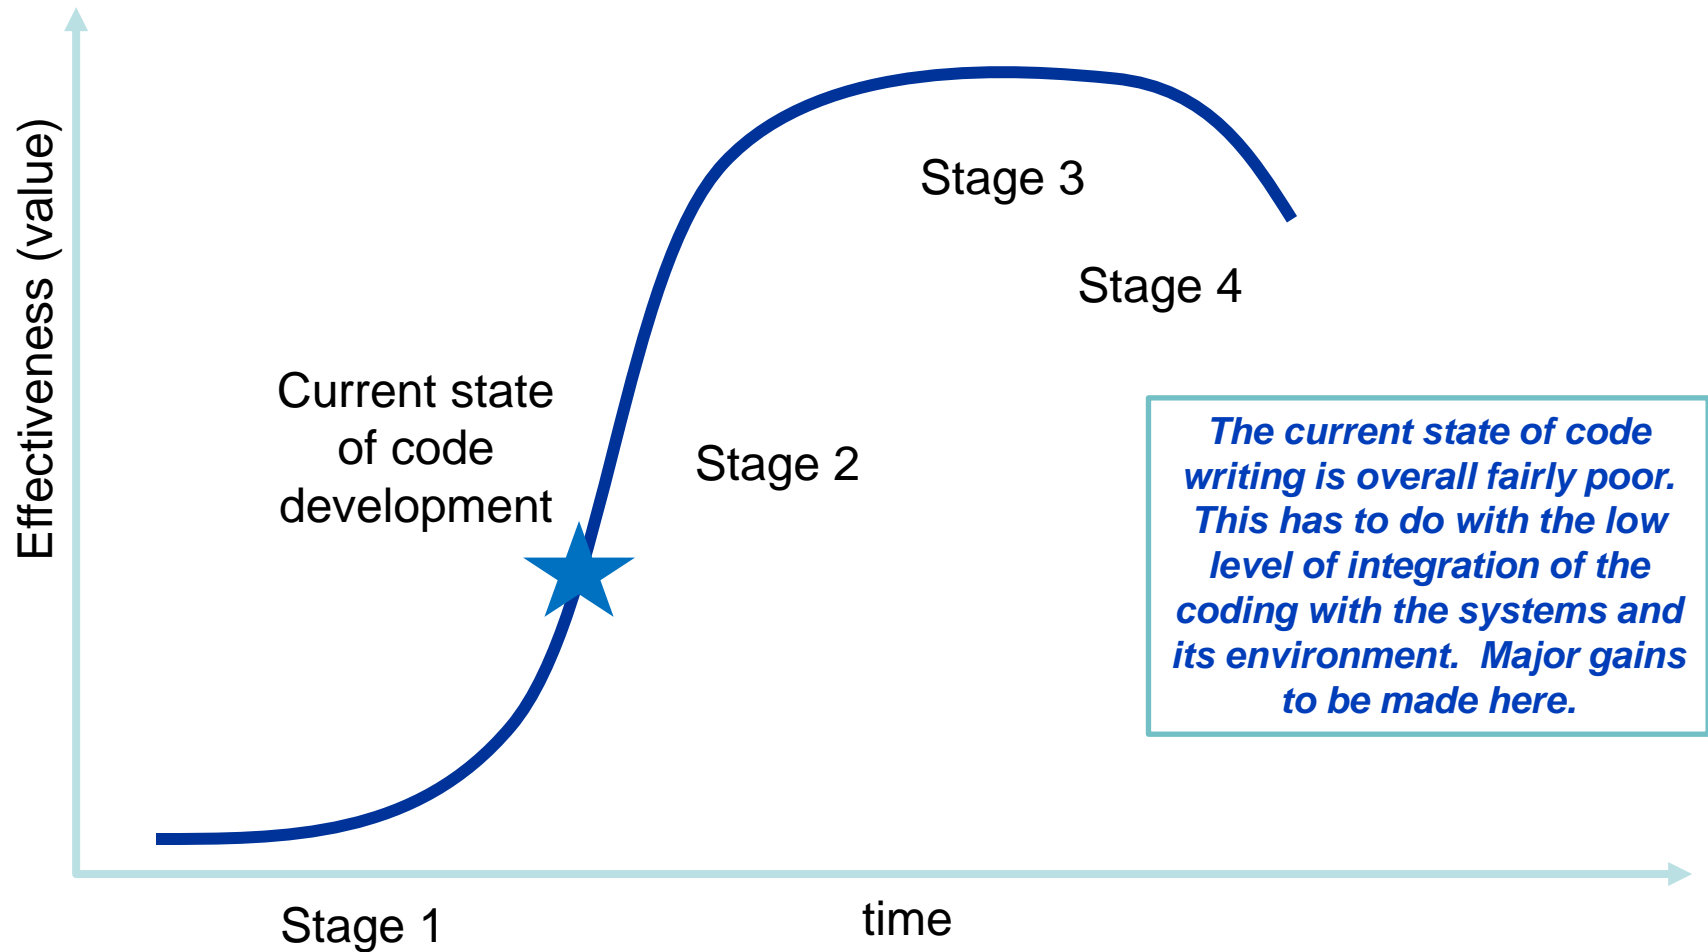 Effectiveness (value)
Stage 3
Stage 4
Current state
of code
development
Stage 2
The current state of code
writing is overall fairly poor.
This has to do with the low
level of integration of the
coding with the systems and
its environment.  Major gains
to be made here.
Stage 1
time